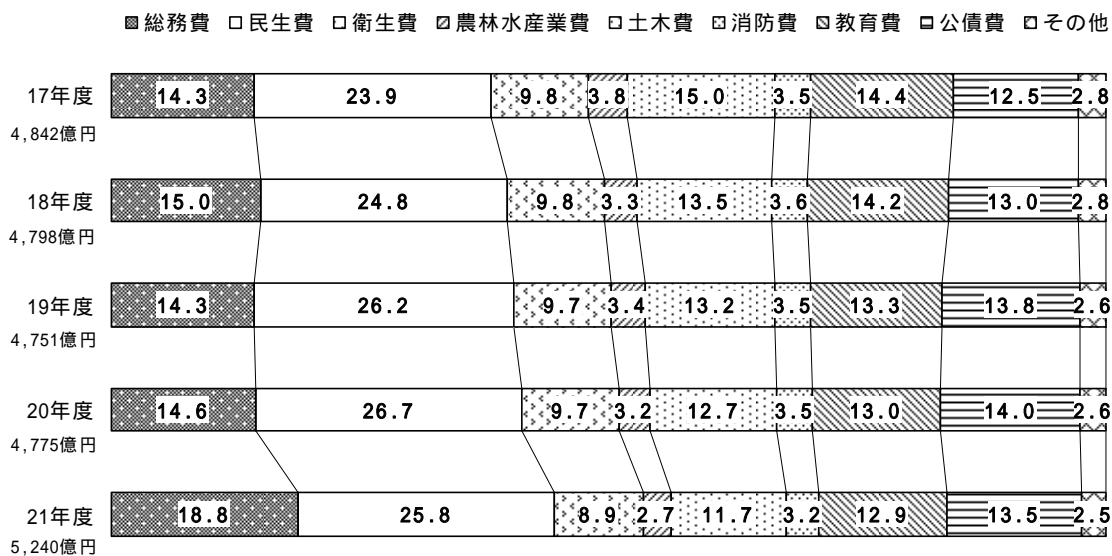 総務費 民生費 衛生費 農林水産業費 土木費 消防費 教育費 公債費 その他
17年度 14.3 23.9 9.8 3.8 15.0 3.5 14.4 12.5 2.8
4,842億円
18年度 15.0 24.8 9.8 3.3 13.5 3.6 14.2 13.0 2.8
4,798億円
19年度 14.3 26.2 9.7 3.4 13.2 3.5 13.3 13.8 2.6
4,751億円
20年度 14.6 26.7 9.7 3.2 12.7 3.5 13.0 14.0 2.6
4,775億円
21年度 18.8 25.8 8.9 2.7 11.7 3.2 12.9 13.5 2.5
5,240億円